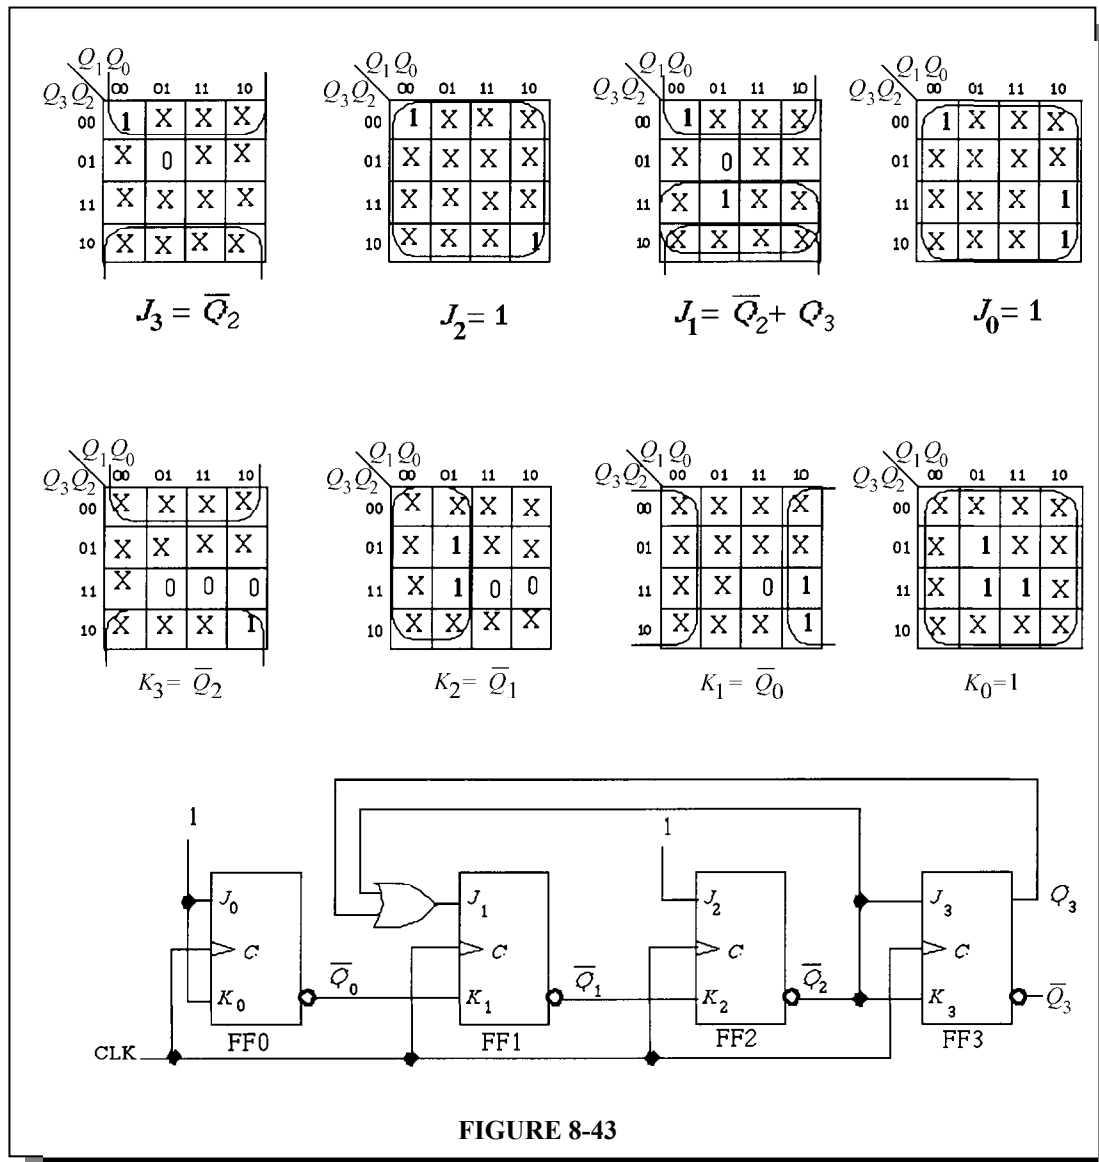 Q₁Q₀ Q₁Q₀ Q₁Q₀ Q₁Q₀
Q₃Q₂ 00 01 11 10 Q₃Q₂ 00 01 11 10 Q₃Q₂ 00 01 11 10 Q₃Q₂ 00 01 11 10
00 1 X X X 00 1 X X X 00 1 X X X 00 1 X X X
01 X 0 X X 01 X X X X 01 X 0 X X 01 X X X X
11 X X X X 11 X X X X 11 X 1 X X 11 X X X 1
10 X X X X 10 X X X 1 10 X X X X 10 X X X 1
J₃ = Q̅₂ J₂= 1 J₁= Q̅₂+ Q₃ J₀= 1
Q₁Q₀ Q₁Q₀ Q₁Q₀ Q₁Q₀
Q₃Q₂ 00 01 11 10 Q₃Q₂ 00 01 11 10 Q₃Q₂ 00 01 11 10 Q₃Q₂ 00 01 11 10
00 X X X X 00 X X X X 00 X X X X 00 X X X X
01 X X X X 01 X 1 X X 01 X X X X 01 X 1 X X
11 X 0 0 0 11 X 1 0 0 11 X X 0 1 11 X 1 1 X
10 X X X 1 10 X X X X 10 X X X 1 10 X X X X
K₃= Q̅₂ K₂= Q̅₁ K₁= Q̅₀ K₀=1
1 1
J₀ J₁ J₂ J₃ Q₃
C C C C
Q̅₀ Q̅₁ Q̅₂
K₀ K₁ K₂ K₃ Q̅₃
FF0 FF1 FF2 FF3
CLK
FIGURE 8-43